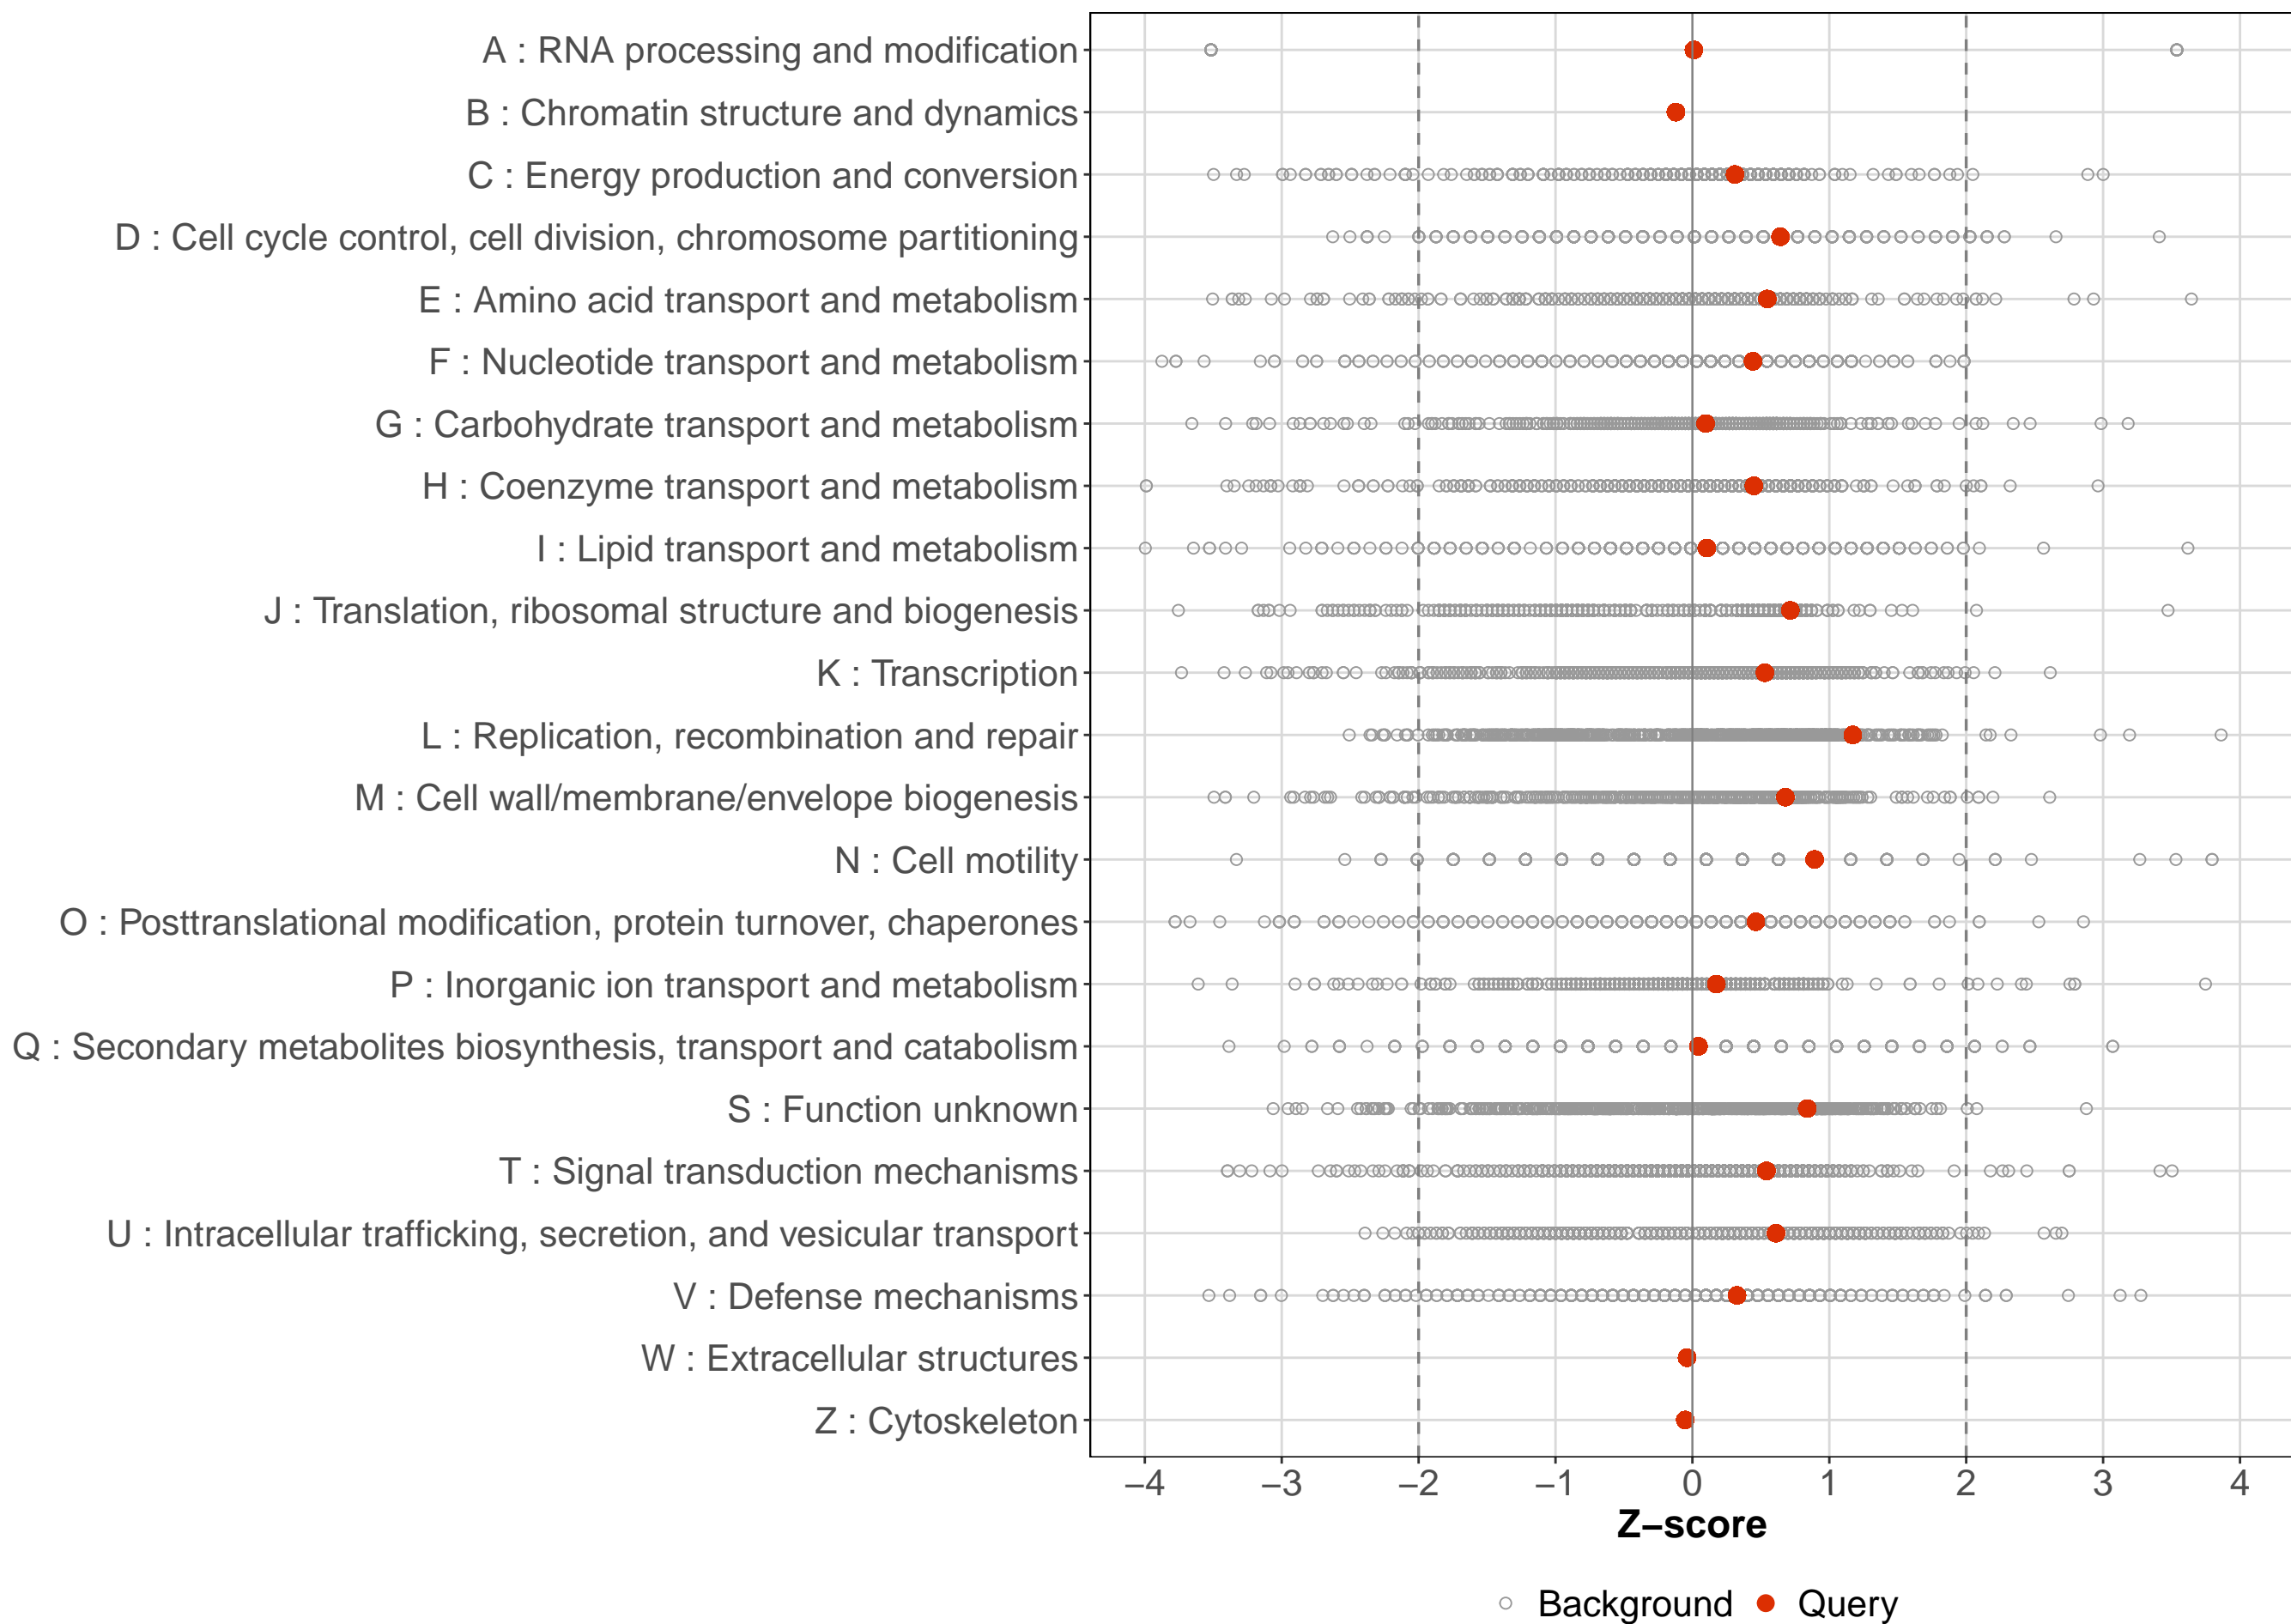 A : RNA processing and modification
B : Chromatin structure and dynamics
C : Energy production and conversion
D : Cell cycle control, cell division, chromosome partitioning
E : Amino acid transport and metabolism
F : Nucleotide transport and metabolism
G : Carbohydrate transport and metabolism
H : Coenzyme transport and metabolism
I : Lipid transport and metabolism
J : Translation, ribosomal structure and biogenesis
K : Transcription
L : Replication, recombination and repair
M : Cell wall/membrane/envelope biogenesis
N : Cell motility
O : Posttranslational modification, protein turnover, chaperones
P : Inorganic ion transport and metabolism
Q : Secondary metabolites biosynthesis, transport and catabolism
S : Function unknown
T : Signal transduction mechanisms
U : Intracellular trafficking, secretion, and vesicular transport
V : Defense mechanisms
W : Extracellular structures
Z : Cytoskeleton
−4 −3 −2 −1 0 1 2 3 4
Z−score
Background Query